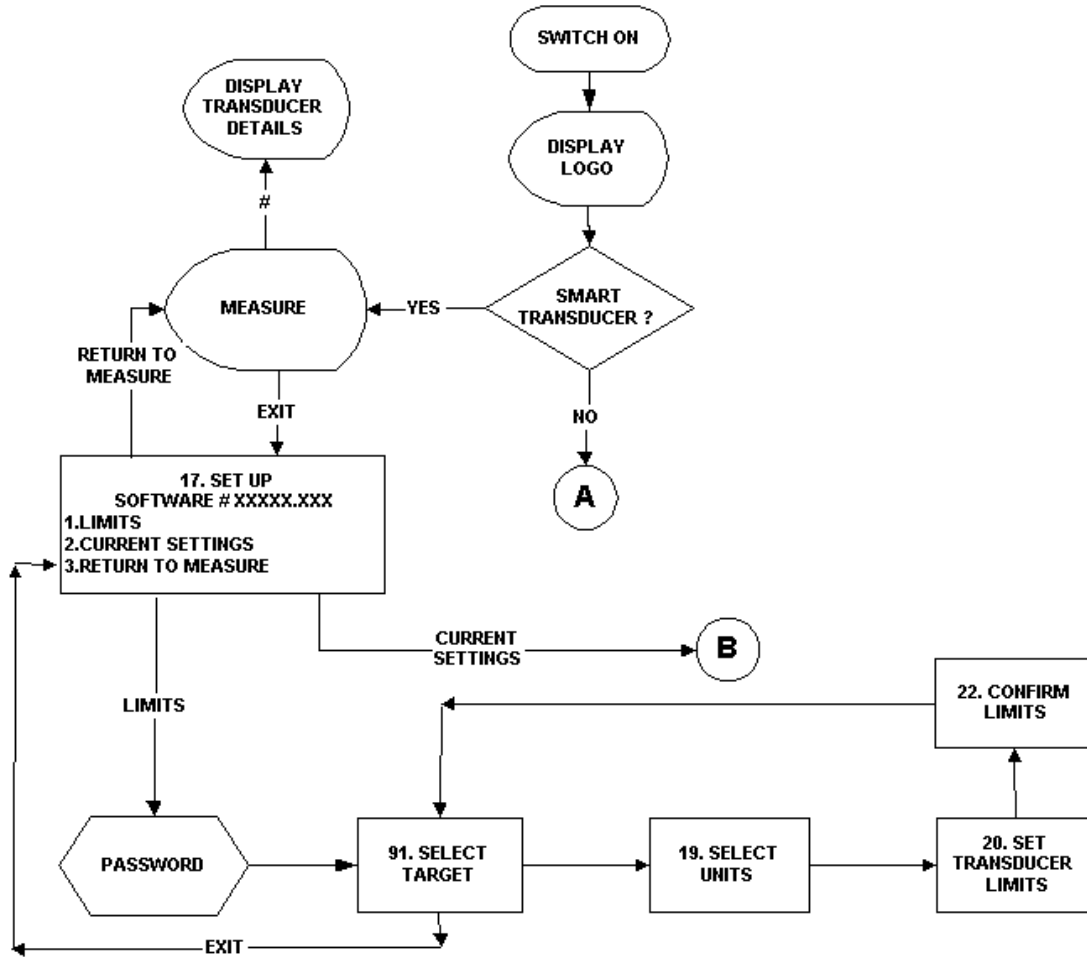 SWITCH ON
DISPLAY
TRANSDUCER
DETAILS
DISPLAY
LOGO
#
MEASURE
YES
SMART
TRANSDUCER ?
RETURN TO
MEASURE
EXIT
NO
A
17. SET UP
SOFTWARE # XXXXX.XXX
1.LIMITS
2.CURRENT SETTINGS
3.RETURN TO MEASURE
CURRENT
SETTINGS
B
LIMITS
22. CONFIRM
LIMITS
PASSWORD
91. SELECT
TARGET
19. SELECT
UNITS
20. SET
TRANSDUCER
LIMITS
EXIT